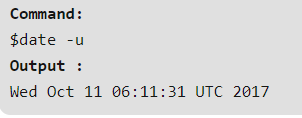 Command:
$date -u
Output :
Wed Oct 11 06:11:31 UTC 2017